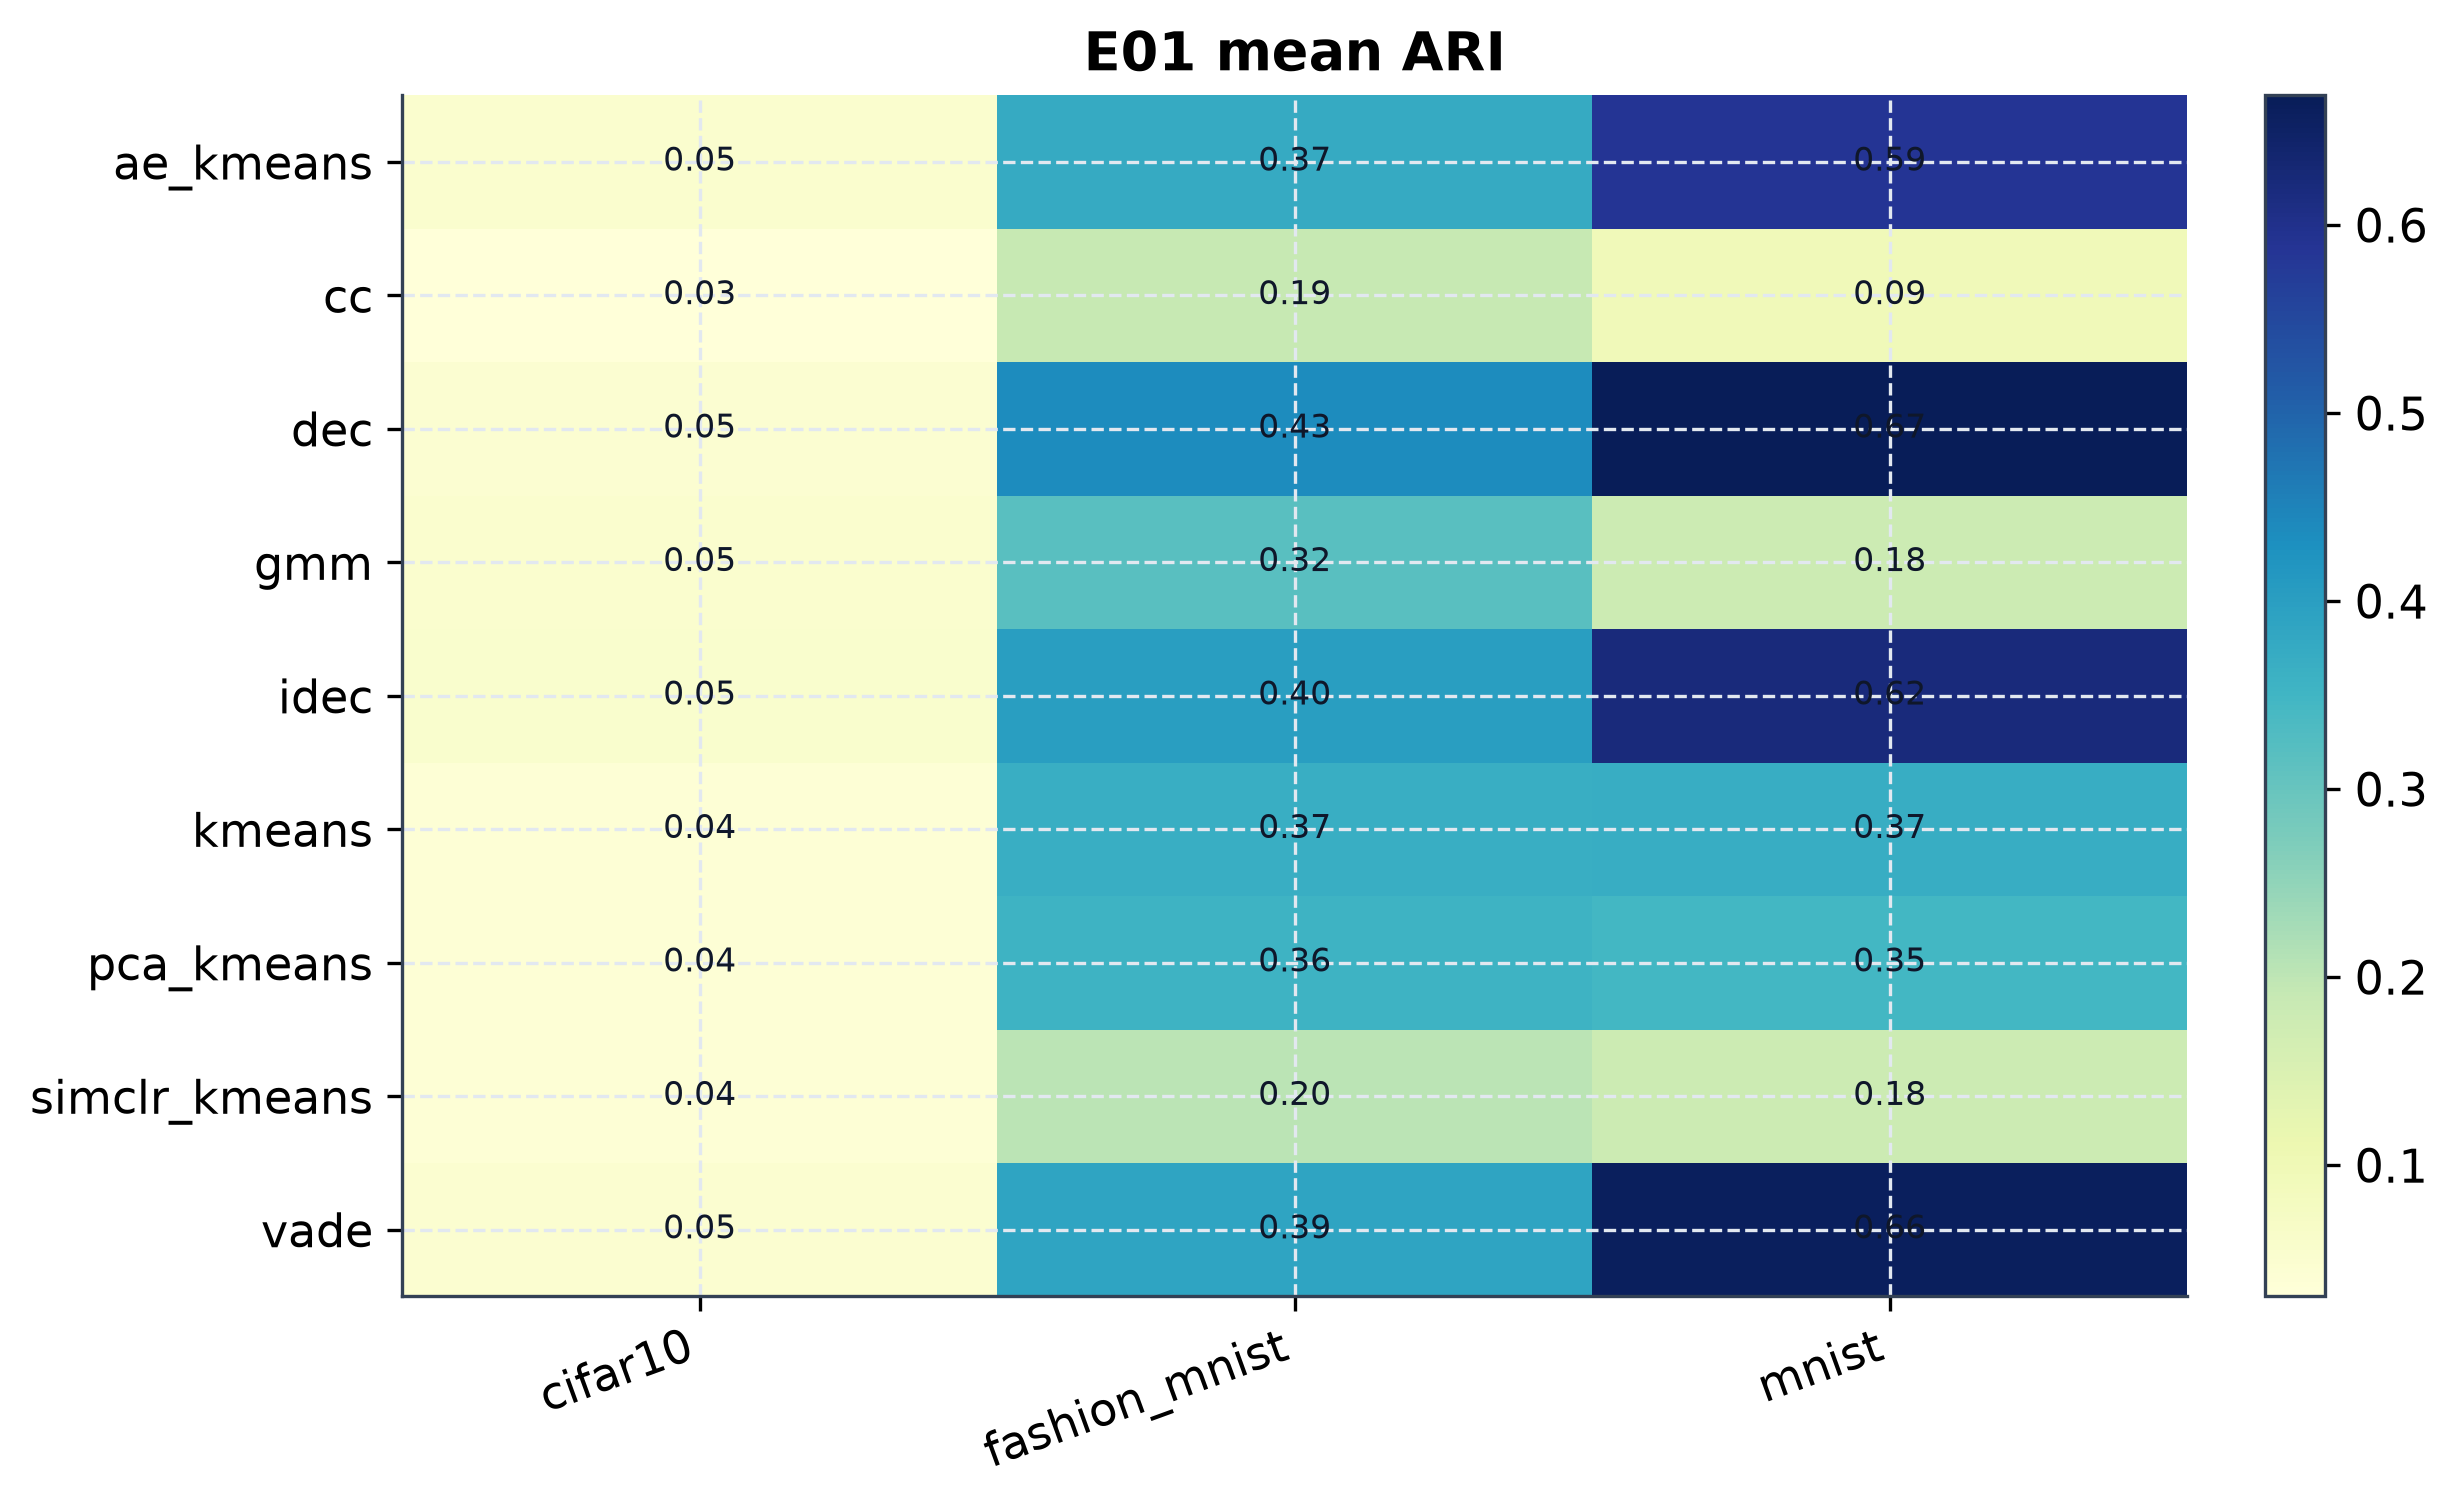 E01 mean ARI
ae_kmeans 0.05 0.37 0.59
cc 0.03 0.19 0.09
dec 0.05 0.43 0.67
gmm 0.05 0.32 0.18
idec 0.05 0.40 0.62
kmeans 0.04 0.37 0.37
pca_kmeans 0.04 0.36 0.35
simclr_kmeans 0.04 0.20 0.18
vade 0.05 0.39 0.66
cifar10 fashion_mnist mnist
0.6
0.5
0.4
0.3
0.2
0.1